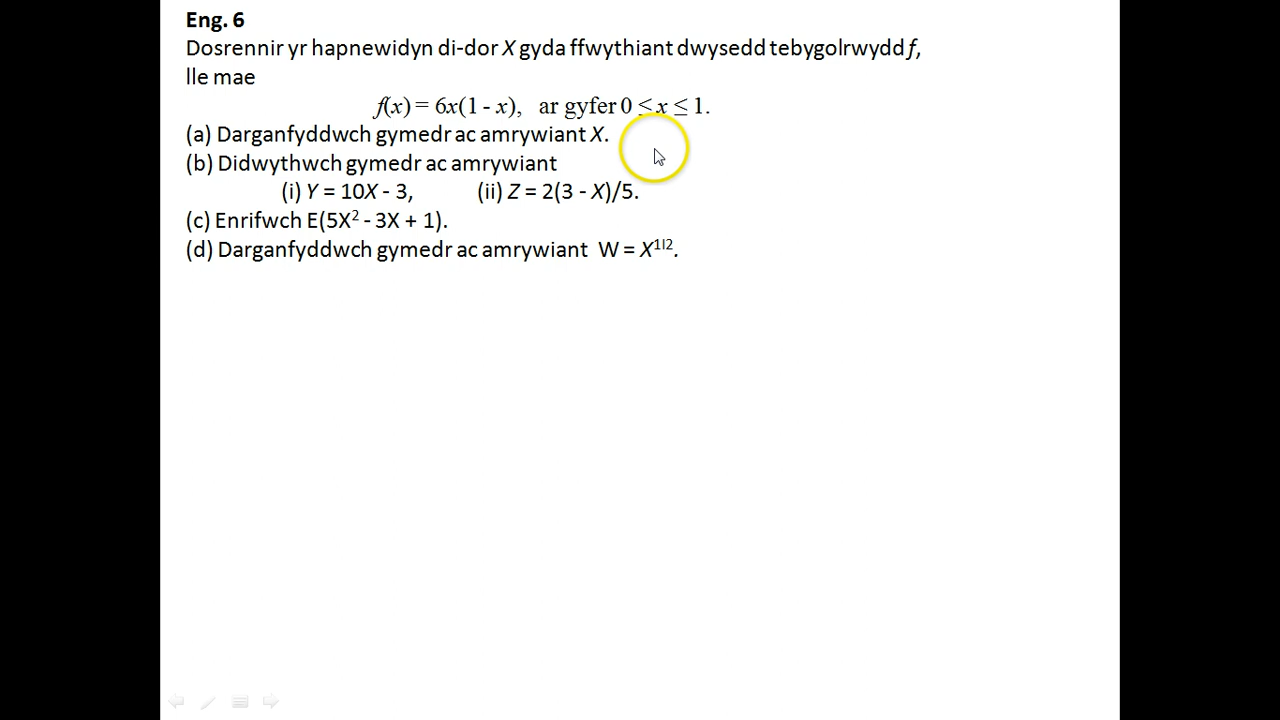 Eng. 6
Dosrennir yr hapnewidyn di-dor X gyda ffwythiant dwysedd tebygolrwydd f,
lle mae
f(x) = 6x(1 - x),   ar gyfer 0 ≤ x ≤ 1.
(a) Darganfyddwch gymedr ac amrywiant X.
(b) Didwythwch gymedr ac amrywiant
(i) Y = 10X - 3,   (ii) Z = 2(3 - X)/5.
(c) Enrifwch E(5X² - 3X + 1).
(d) Darganfyddwch gymedr ac amrywiant  W = X^1l2.